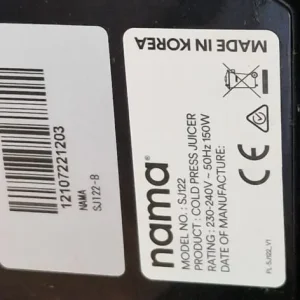 12107221203
NAMA
SJ122-B
nama®
MODEL NO. : SJ122
PRODUCT : COLD PRESS JUICER
RATING : 230-240V ~ 50Hz 150W
DATE OF MANUFACTURE:
CE
MADE IN KOREA